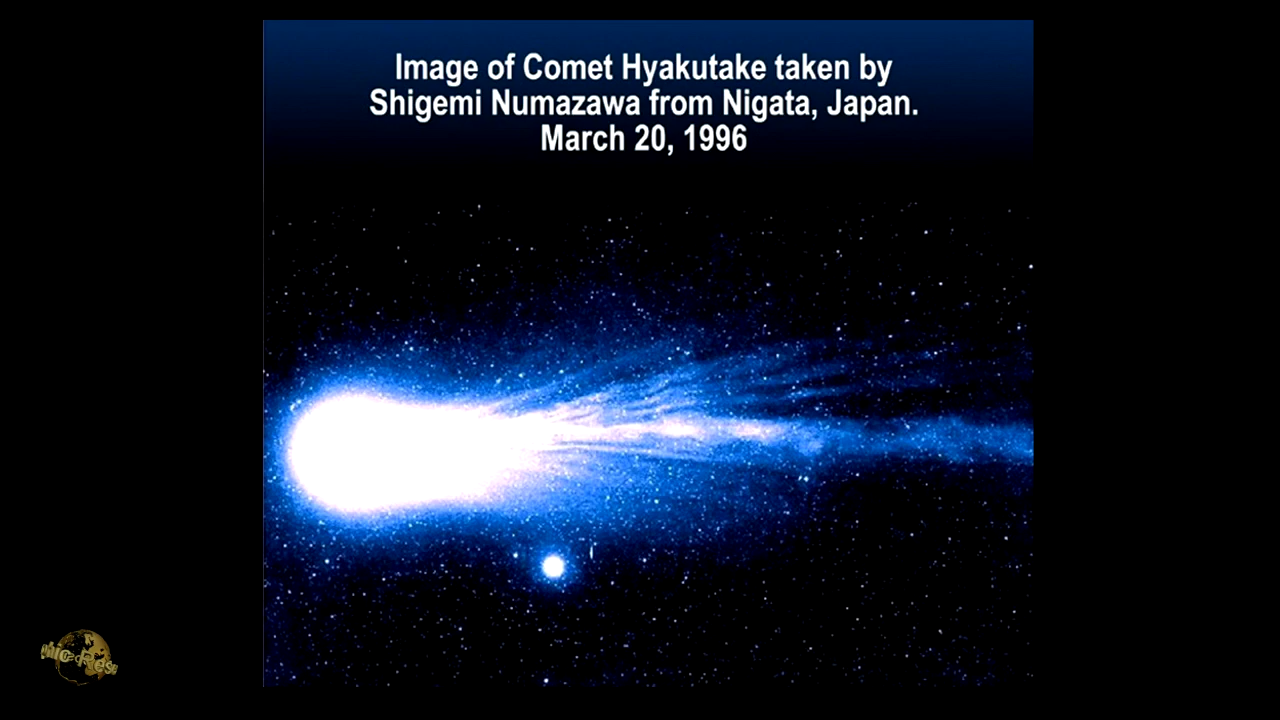 Image of Comet Hyakutake taken by
Shigemi Numazawa from Nigata, Japan.
March 20, 1996